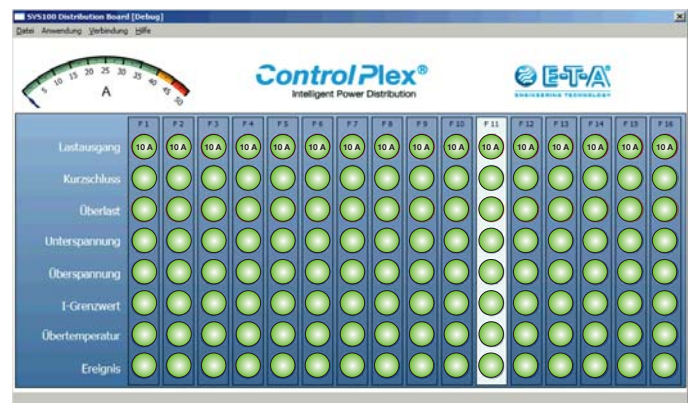 SVS100 Distribution Board [Debug]
Datei Anwendung Verbindung Hilfe
5 10 15 20 25 30 35 40 45 50
A
ControlPlex®
Intelligent Power Distribution
E-T-A®
ENGINEERING TECHNOLOGY
F 1 F 2 F 3 F 4 F 5 F 6 F 7 F 8 F 9 F 10 F 11 F 12 F 13 F 14 F 15 F 16
Lastausgang 10 A 10 A 10 A 10 A 10 A 10 A 10 A 10 A 10 A 10 A 10 A 10 A 10 A 10 A 10 A 10 A
Kurzschluss
Überlast
Unterspannung
Überspannung
I-Grenzwert
Übertemperatur
Ereignis